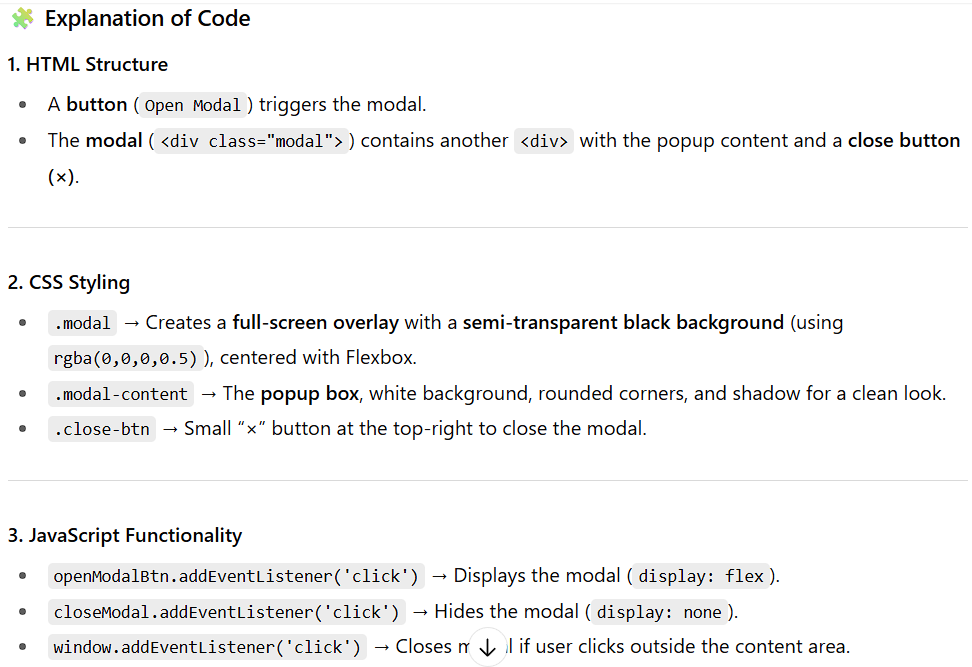 Explanation of Code
1. HTML Structure
• A button (Open Modal) triggers the modal.
• The modal (<div class="modal">) contains another <div> with the popup content and a close button
(×).
2. CSS Styling
• .modal → Creates a full-screen overlay with a semi-transparent black background (using
rgba(0,0,0,0.5)), centered with Flexbox.
• .modal-content → The popup box, white background, rounded corners, and shadow for a clean look.
• .close-btn → Small “×” button at the top-right to close the modal.
3. JavaScript Functionality
• openModalBtn.addEventListener('click') → Displays the modal (display: flex).
• closeModal.addEventListener('click') → Hides the modal (display: none).
• window.addEventListener('click') → Closes if user clicks outside the content area.